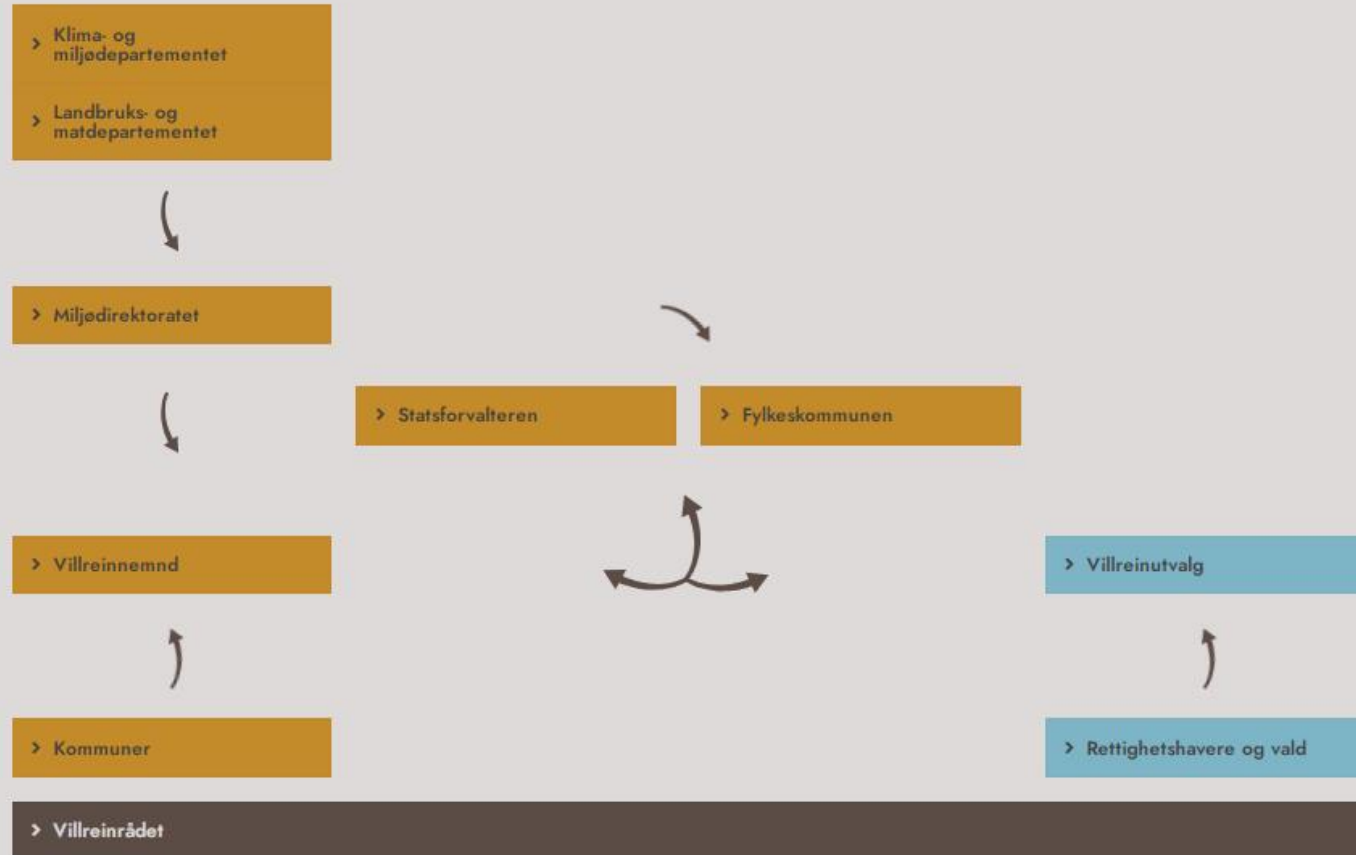 Klima- og
miljødepartementet
Landbruks- og
matdepartementet
Miljødirektoratet
Statsforvalteren
Fylkeskommunen
Villreinnemnd
Villreinutvalg
Kommuner
Rettighetshavere og vald
Villreinrådet